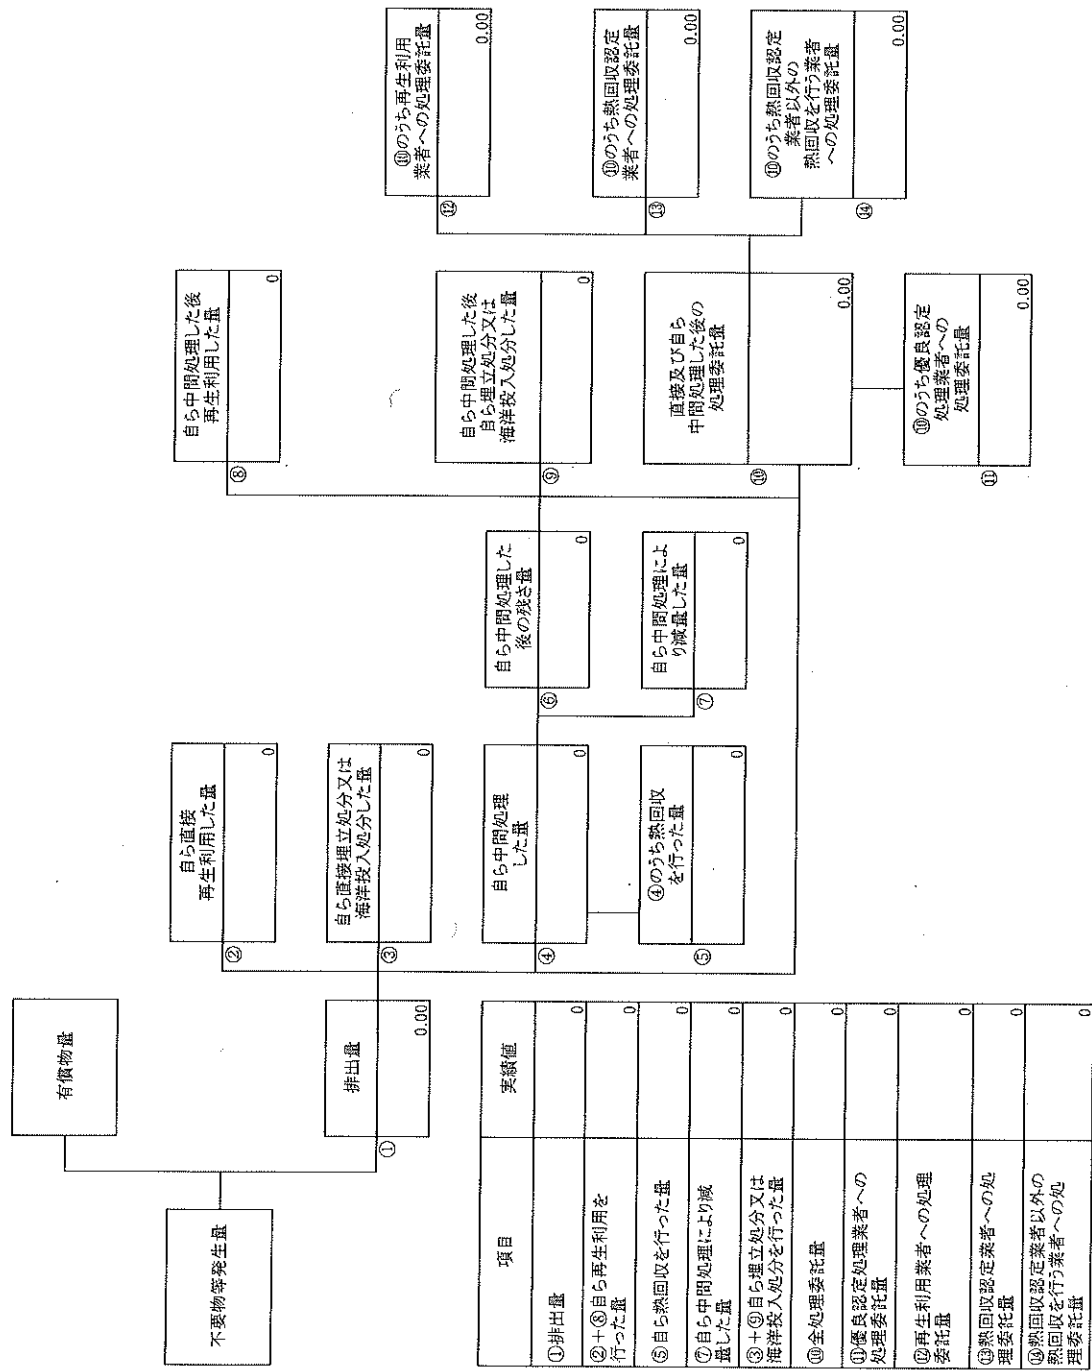 不要物等発生量
有償物量
①
排出量
0.00
②
自ら直接
再生利用した量
0
③
自ら直接埋立処分又は
海洋投入処分した量
0
④
自ら中間処理
した量
0
⑤
④のうち熱回収
を行った量
0
⑥
自ら中間処理した
後の残さ量
0
⑦
自ら中間処理によ
り減量した量
0
⑧
自ら中間処理した後
再生利用した量
0
⑨
自ら中間処理した後
自ら埋立処分又は
海洋投入処分した量
0
⑩
直接及び自ら
中間処理した後の
処理委託量
0.00
⑪
⑩のうち優良認定
処理業者への
処理委託量
0.00
⑫
⑩のうち再生利用
業者への処理委託量
0.00
⑬
⑩のうち熱回収認定
業者への処理委託量
0.00
⑭
⑩のうち熱回収認定
業者以外の
熱回収を行う業者
への処理委託量
0.00
項目
実績値
①排出量
0
②+⑧自ら再生利用を
行った量
0
⑤自ら熱回収を行った量
0
⑦自ら中間処理により減
量した量
0
③+⑨自ら埋立処分又は
海洋投入処分を行った量
0
⑩全処理委託量
0
⑪優良認定処理業者への
処理委託量
0
⑫再生利用業者への処理
委託量
0
⑬熱回収認定業者への処
理委託量
0
⑭熱回収認定業者以外の
熱回収を行う業者への処
理委託量
0